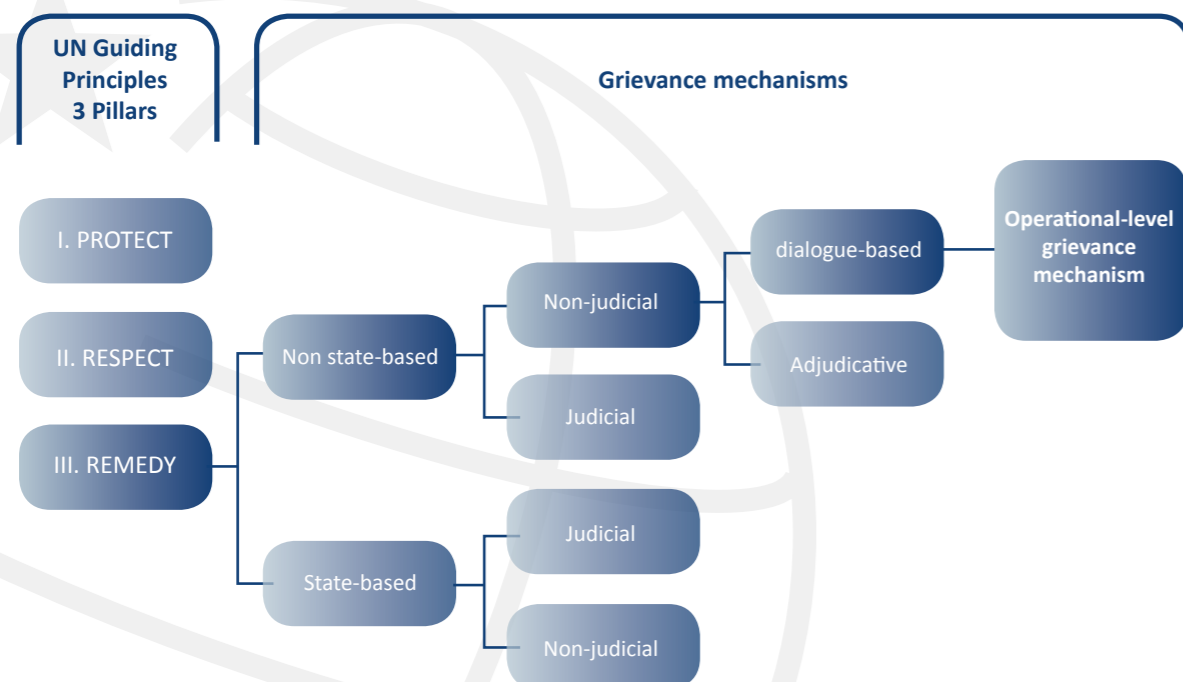 UN Guiding
Principles
3 Pillars
Grievance mechanisms
I. PROTECT
II. RESPECT
III. REMEDY
Non state-based
State-based
Non-judicial
Judicial
Judicial
Non-judicial
dialogue-based
Adjudicative
Operational-level
grievance
mechanism